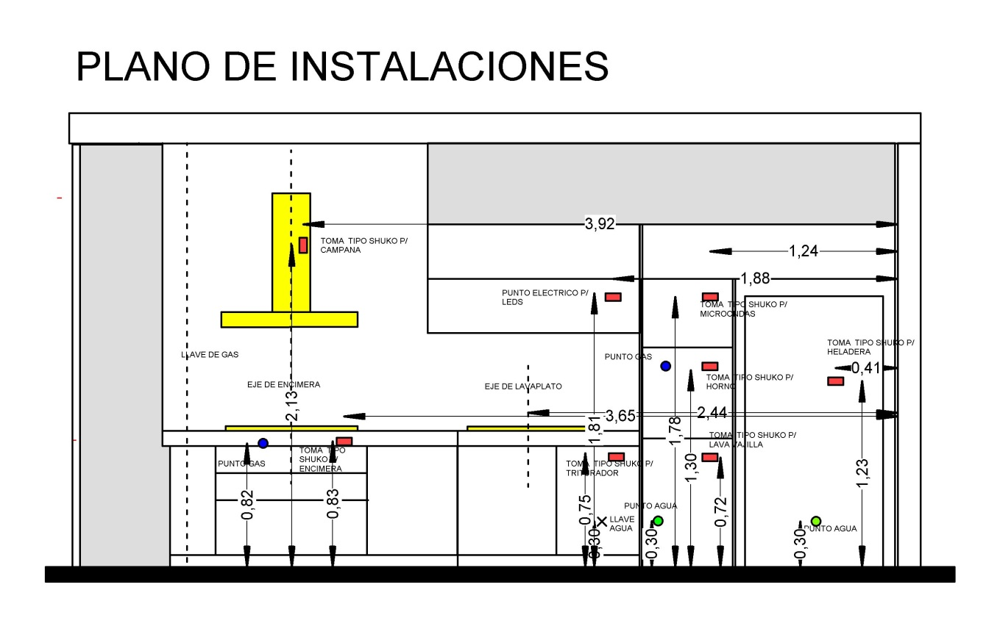 PLANO DE INSTALACIONES
3,92
TOMA TIPO SHUKO P/
CAMPANA
1,24
1,88
PUNTO ELECTRICO P/
LEDS
TOMA TIPO SHUKO P/
MICROONDAS
TOMA TIPO SHUKO P/
HELADERA
0,41
LLAVE DE GAS
PUNTO GAS
EJE DE ENCIMERA
EJE DE LAVAPLATO
TOMA TIPO SHUKO P/
HORNO
2,13
3,65
2,44
1,81
1,78
TOMA TIPO SHUKO P/
LAVA VAJILLA
PUNTO GAS
TOMA TIPO
SHUKO P/
ENCIMERA
TOMA TIPO SHUKO P/
TRITURADOR
1,30
1,23
0,82
0,83
0,75
0,72
PUNTO AGUA
LLAVE
AGUA
PUNTO AGUA
0,30
0,30
0,30